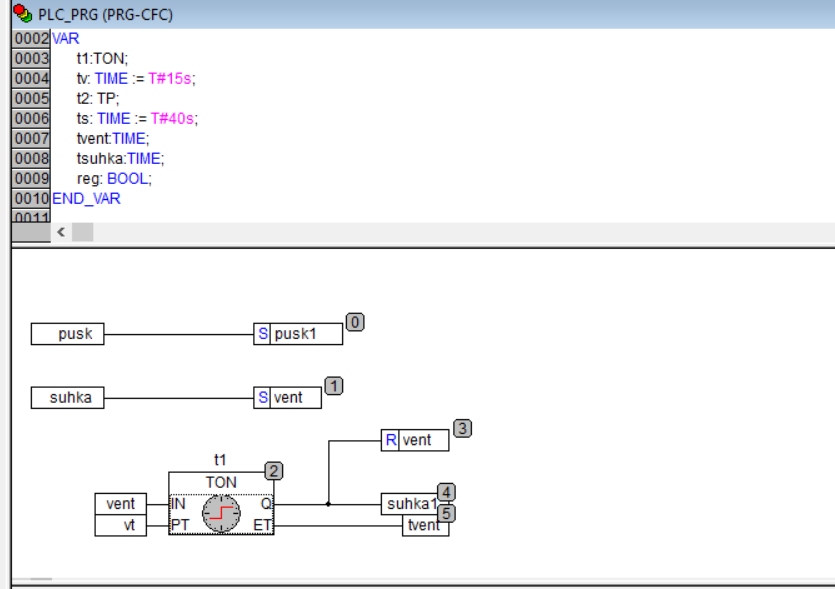 PLC_PRG (PRG-CFC)
0002 VAR
0003 t1:TON;
0004 tv: TIME := T#15s;
0005 t2: TP;
0006 ts: TIME := T#40s;
0007 tvent:TIME;
0008 tsuhka:TIME;
0009 reg: BOOL;
0010 END_VAR
0011
pusk S pusk1 0
suhka S vent 1
R vent 3
t1
TON 2
vent IN Q suhka1 4
vt PT ET tvent 5